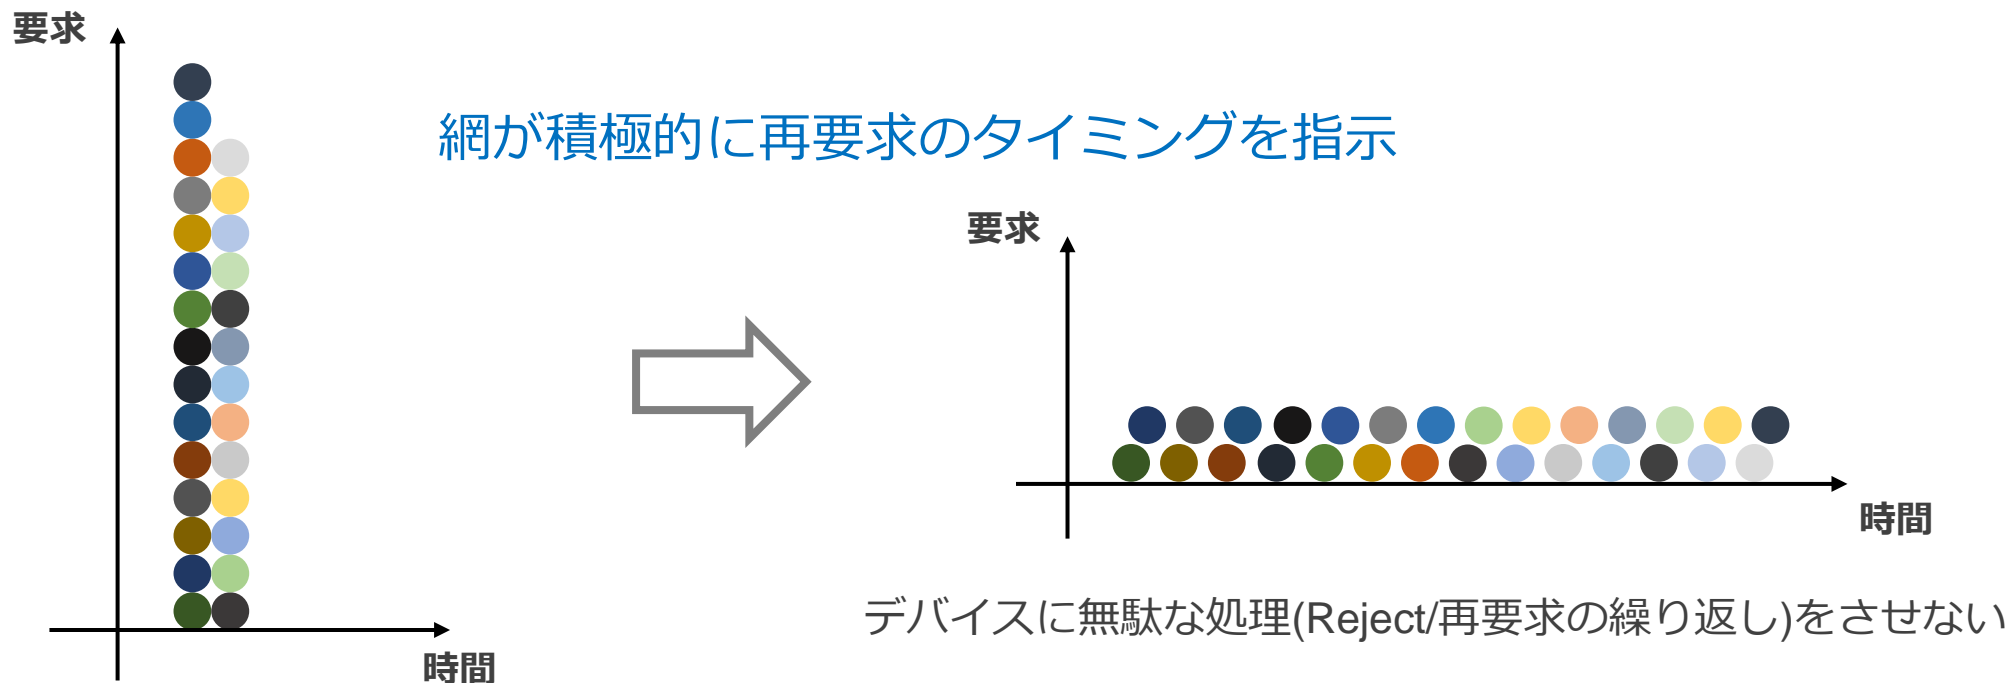 要求
網が積極的に再要求のタイミングを指示
要求
時間
デバイスに無駄な処理(Reject/再要求の繰り返し)をさせない
時間